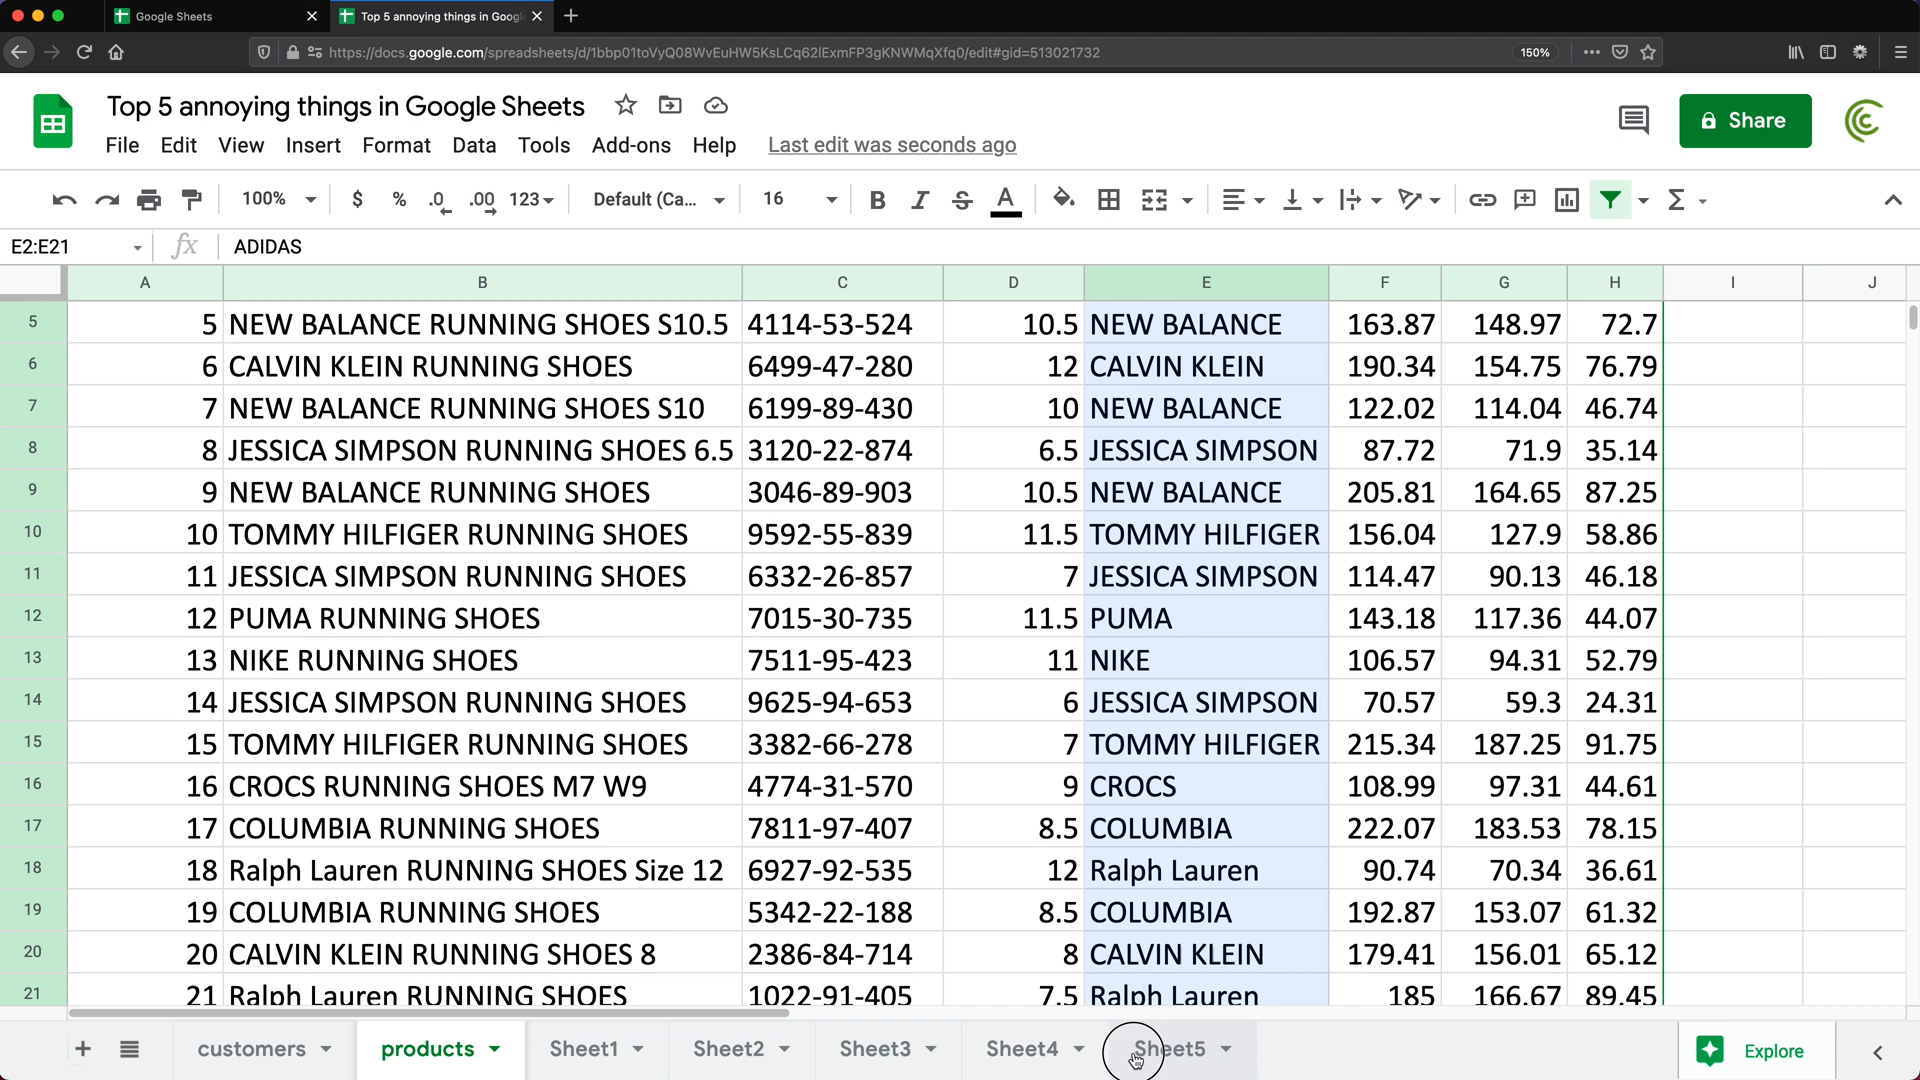 Google Sheets
Top 5 annoying things in Googl
https://docs.google.com/spreadsheets/d/1bbp01toVyQ08WvEuHW5KsLCq62lExmFP3gKNWMqXfq0/edit#gid=513021732
150%
Top 5 annoying things in Google Sheets
Share
File Edit View Insert Format Data Tools Add-ons Help Last edit was seconds ago
100% $ % .0 .00 123 Default (Ca... 16 B I S A Σ
E2:E21 fx ADIDAS
A B C D E F G H I J
5 5 NEW BALANCE RUNNING SHOES S10.5 4114-53-524 10.5 NEW BALANCE 163.87 148.97 72.7
6 6 CALVIN KLEIN RUNNING SHOES 6499-47-280 12 CALVIN KLEIN 190.34 154.75 76.79
7 7 NEW BALANCE RUNNING SHOES S10 6199-89-430 10 NEW BALANCE 122.02 114.04 46.74
8 8 JESSICA SIMPSON RUNNING SHOES 6.5 3120-22-874 6.5 JESSICA SIMPSON 87.72 71.9 35.14
9 9 NEW BALANCE RUNNING SHOES 3046-89-903 10.5 NEW BALANCE 205.81 164.65 87.25
10 10 TOMMY HILFIGER RUNNING SHOES 9592-55-839 11.5 TOMMY HILFIGER 156.04 127.9 58.86
11 11 JESSICA SIMPSON RUNNING SHOES 6332-26-857 7 JESSICA SIMPSON 114.47 90.13 46.18
12 12 PUMA RUNNING SHOES 7015-30-735 11.5 PUMA 143.18 117.36 44.07
13 13 NIKE RUNNING SHOES 7511-95-423 11 NIKE 106.57 94.31 52.79
14 14 JESSICA SIMPSON RUNNING SHOES 9625-94-653 6 JESSICA SIMPSON 70.57 59.3 24.31
15 15 TOMMY HILFIGER RUNNING SHOES 3382-66-278 7 TOMMY HILFIGER 215.34 187.25 91.75
16 16 CROCS RUNNING SHOES M7 W9 4774-31-570 9 CROCS 108.99 97.31 44.61
17 17 COLUMBIA RUNNING SHOES 7811-97-407 8.5 COLUMBIA 222.07 183.53 78.15
18 18 Ralph Lauren RUNNING SHOES Size 12 6927-92-535 12 Ralph Lauren 90.74 70.34 36.61
19 19 COLUMBIA RUNNING SHOES 5342-22-188 8.5 COLUMBIA 192.87 153.07 61.32
20 20 CALVIN KLEIN RUNNING SHOES 8 2386-84-714 8 CALVIN KLEIN 179.41 156.01 65.12
21 21 Ralph Lauren RUNNING SHOES 1022-91-405 7.5 Ralph Lauren 185 166.67 89.45
customers products Sheet1 Sheet2 Sheet3 Sheet4 Sheet5 Explore